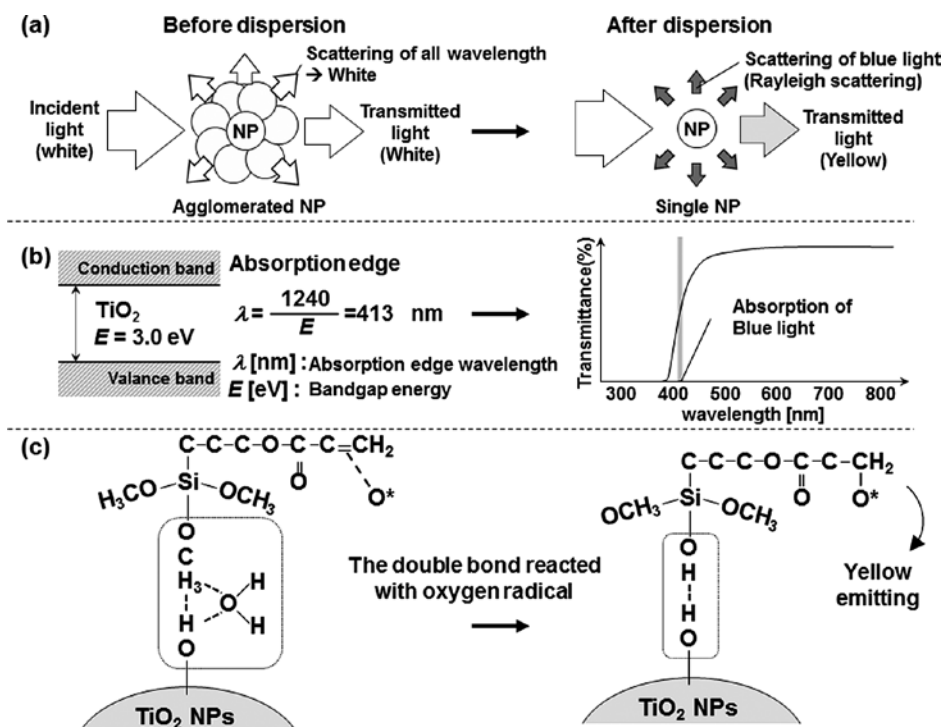 (a)
Before dispersion
After dispersion
Scattering of all wavelength
→ White
Scattering of blue light
(Rayleigh scattering)
Incident
light
(white)
NP
Transmitted
light
(White)
NP
Transmitted
light
(Yellow)
Agglomerated NP
Single NP
(b)
Conduction band
TiO2
E = 3.0 eV
Valance band
Absorption edge
λ= 1240/E =413 nm
λ [nm] : Absorption edge wavelength
E [eV] : Bandgap energy
Transmittance(%)
Absorption of
Blue light
300 400 500 600 700 800
wavelength [nm]
(c)
C-C-C-O-C-C=CH2
O O*
H3CO Si OCH3
O
C
H3 H
O
H H
O
TiO2 NPs
The double bond reacted
with oxygen radical
C-C-C-O-C-C-CH2
O O*
Si
OCH3 OCH3
O
H
H
O
TiO2 NPs
Yellow
emitting